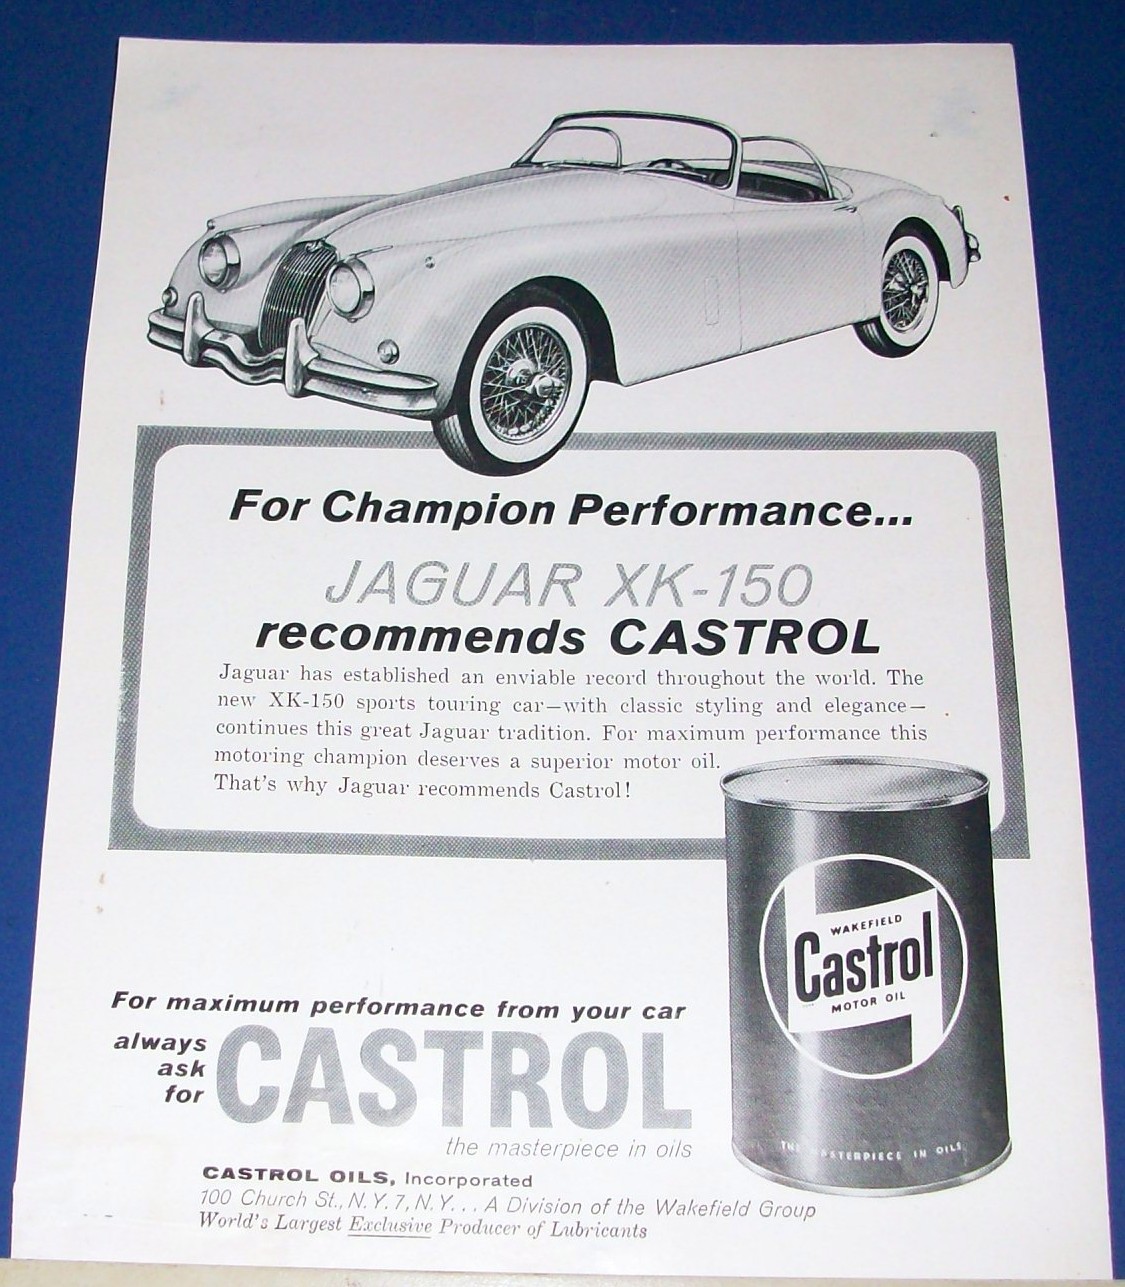 For Champion Performance...
JAGUAR XK-150
recommends CASTROL
Jaguar has established an enviable record throughout the world. The
new XK-150 sports touring car—with classic styling and elegance—
continues this great Jaguar tradition. For maximum performance this
motoring champion deserves a superior motor oil.
That's why Jaguar recommends Castrol!
WAKEFIELD
Castrol
MOTOR OIL
THE MASTERPIECE IN OILS
For maximum performance from your car
always
ask
for
CASTROL
the masterpiece in oils
CASTROL OILS, Incorporated
100 Church St., N. Y. 7, N. Y. . . A Division of the Wakefield Group
World's Largest Exclusive Producer of Lubricants